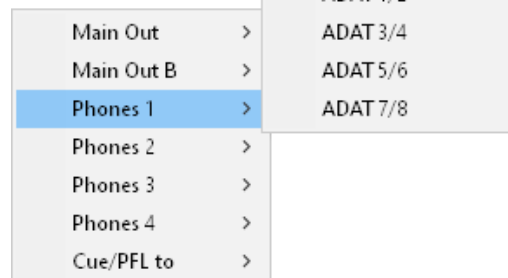 Main Out
Main Out B
Phones 1
Phones 2
Phones 3
Phones 4
Cue/PFL to
ADAT 3/4
ADAT 5/6
ADAT 7/8